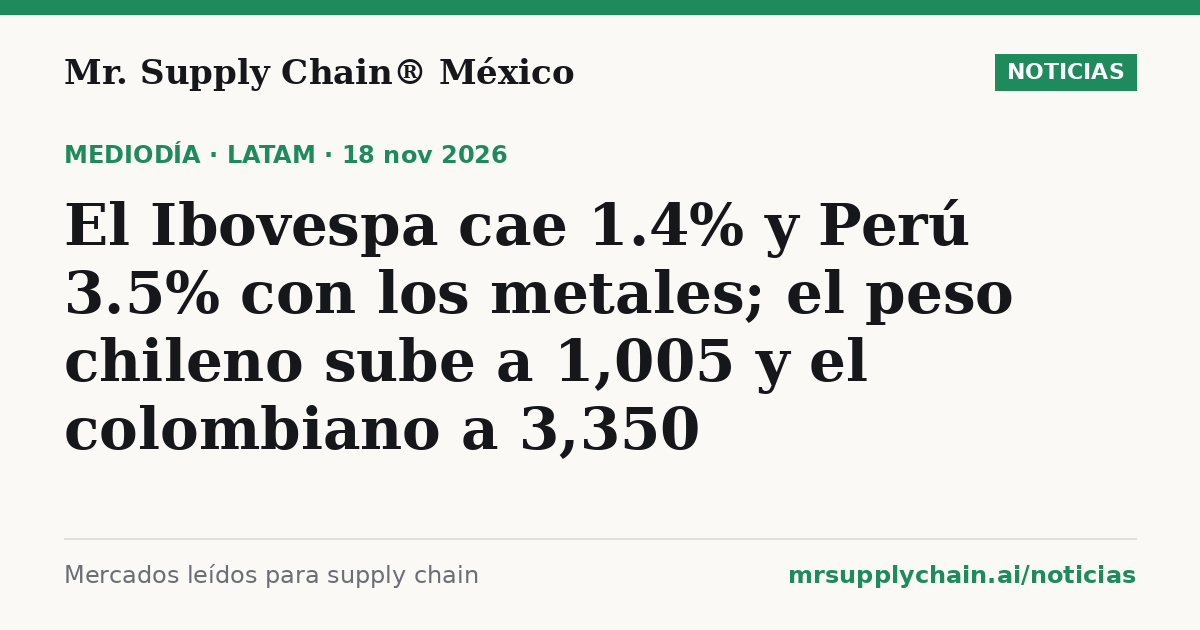 Mr. Supply Chain® México
NOTICIAS
MEDIODÍA · LATAM · 18 nov 2026
El Ibovespa cae 1.4% y Perú
3.5% con los metales; el peso
chileno sube a 1,005 y el
colombiano a 3,350
Mercados leídos para supply chain
mrsupplychain.ai/noticias